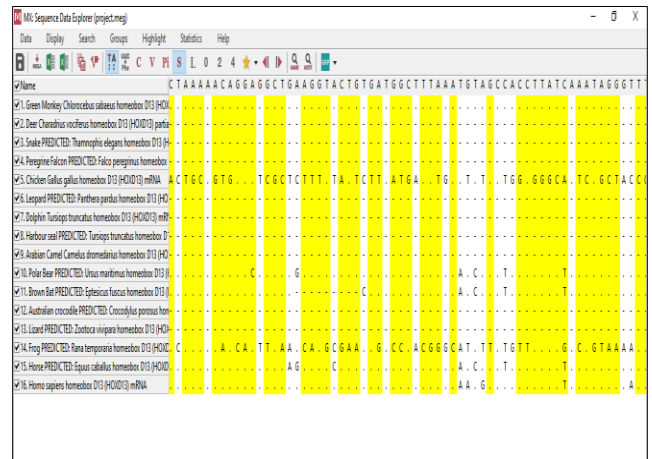 MX: Sequence Data Explorer (project.meg)
Data Display Search Groups Highlight Statistics Help
TA C V Pi S L 0 2 4
Name C T A A A A A C A G G A G G C T G A A G G T A C T G T G A T G G C T T T A A A T G T A G C C A C C T T A T C A A A T A G G G T T
1. Green Monkey Chlorocebus sabaeus homeobox D13 (HOX
2. Deer Charadrius vociferus homeobox D13 (HOXD13) partia
3. Snake PREDICTED: Thamnophis elegans homeobox D13 (H
4. Peregrine Falcon PREDICTED: Falco peregrinus homeobox
5. Chicken Gallus gallus homeobox D13 (HOXD13) mRNA A C T G C . G T G . . . T C G C T C T T T . T A . T C T T . A T G A . . T G . . T . T . . T G G . G G G C A . T C . G C T A C C
6. Leopard PREDICTED: Panthera pardus homeobox D13 (HO
7. Dolphin Tursiops truncatus homeobox D13 (HOXD13) mR
8. Harbour seal PREDICTED: Tursiops truncatus homeobox D
9. Arabian Camel Camelus dromedarius homeobox D13 (HO
10. Polar Bear PREDICTED: Ursus maritimus homeobox D13 (H C G A . C . . T T
11. Brown Bat PREDICTED: Eptesicus fuscus homeobox D13 ( - - - - - - - - - C A . C . . T T
12. Australian crocodile PREDICTED: Crocodylus porosus hom
13. Lizard PREDICTED: Zootoca vivipara homeobox D13 (HOX
14. Frog PREDICTED: Rana temporaria homeobox D13 (HOXD . C . . . . A . C A . T T . A A . C A . G C G A A . . G . C C . A C G G G C A T . T T . T G T T . . . . G . C . G T A A A A .
15. Horse PREDICTED: Equus caballus homeobox D13 (HOXD A G C A . C . . T T
16. Homo sapiens homeobox D13 (HOXD13) mRNA A A . G T A